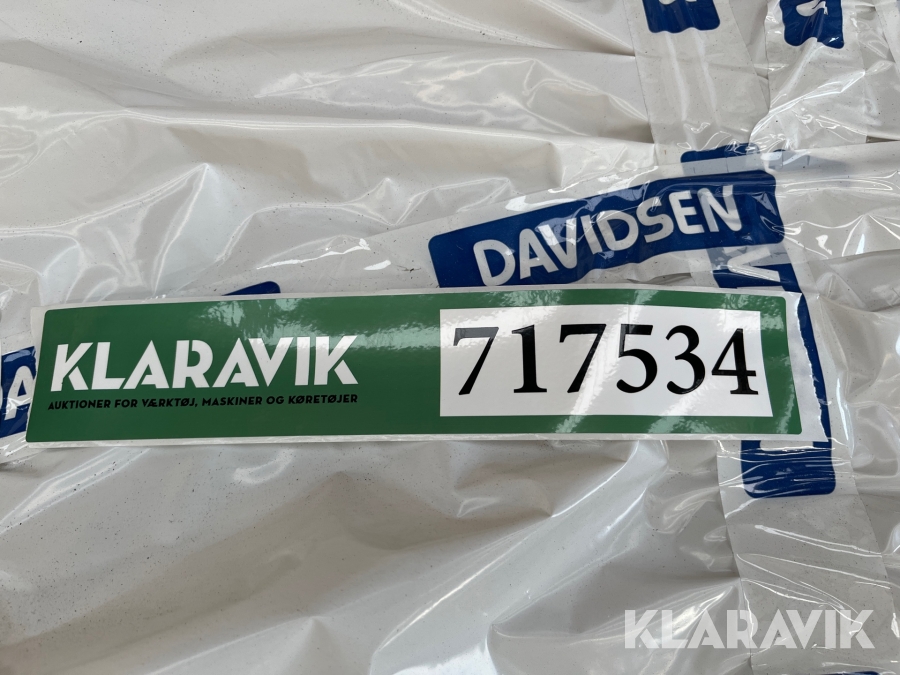 DAVIDSEN
KLARAVIK
717534
AUKTIONER FOR VÆRKTØJ, MASKINER OG KØRETØJER
KLARAVIK